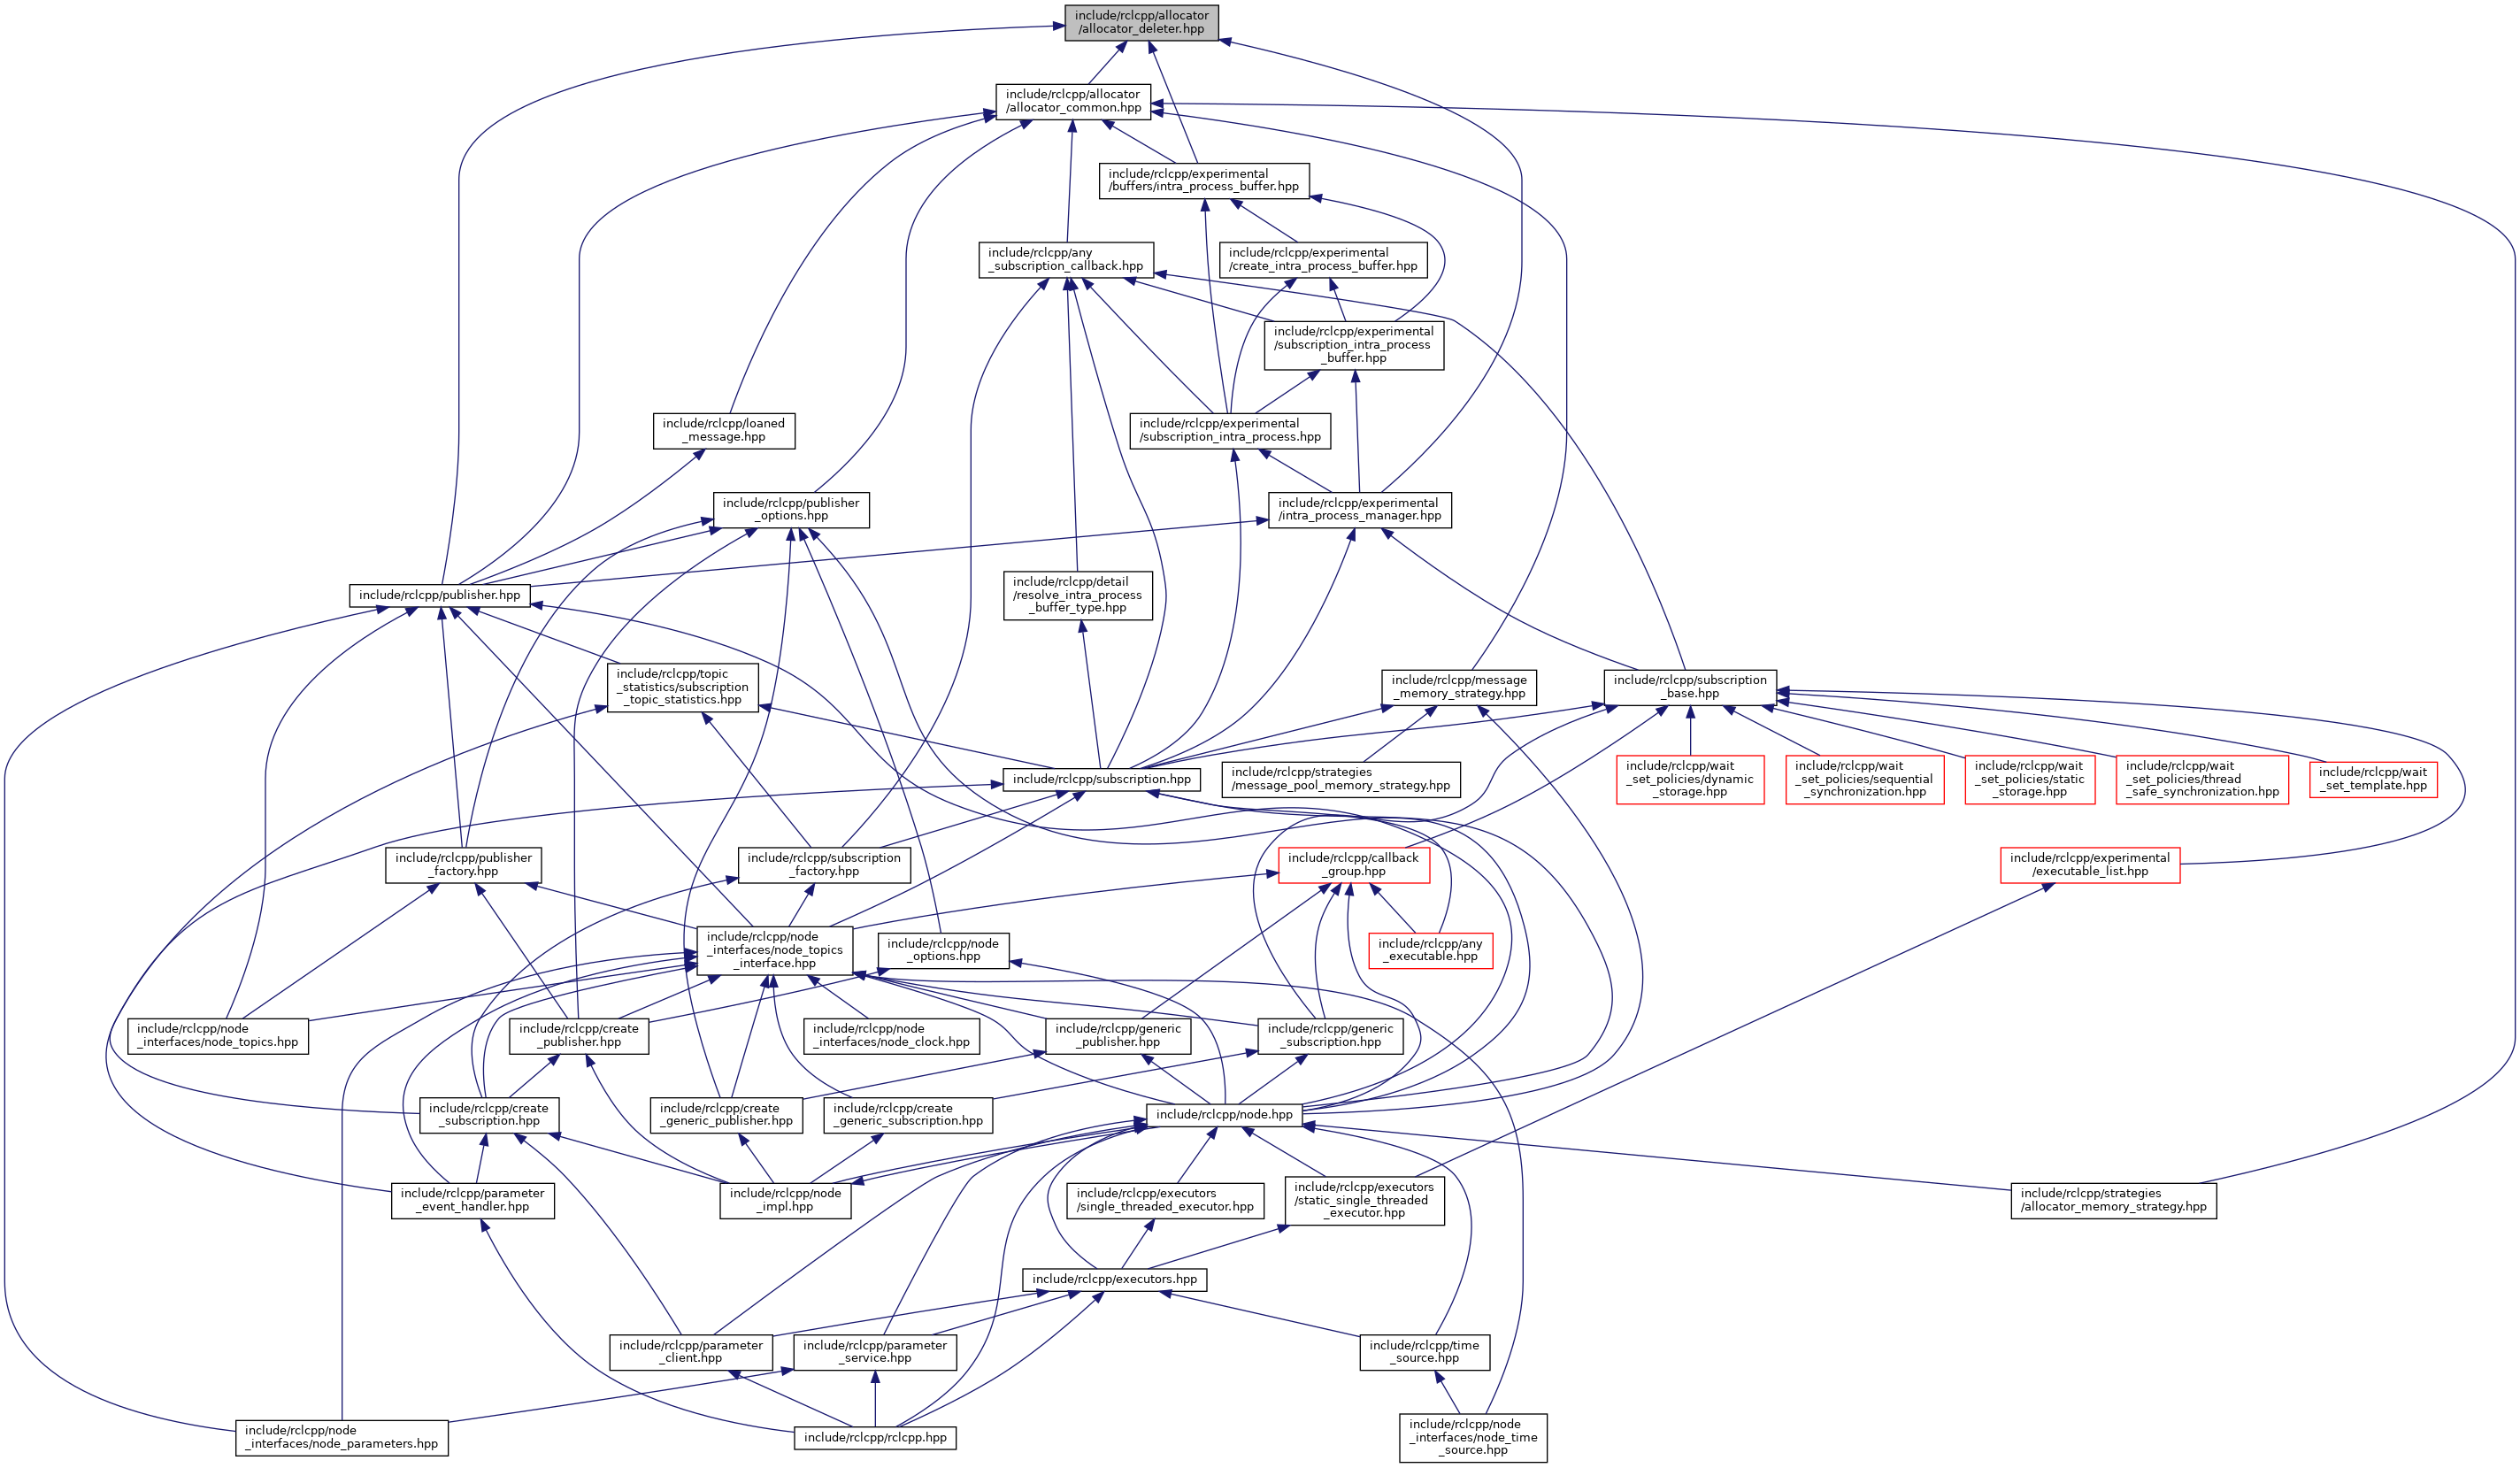 include/rclcpp/allocator
/allocator_deleter.hpp
include/rclcpp/allocator
/allocator_common.hpp
include/rclcpp/experimental
/buffers/intra_process_buffer.hpp
include/rclcpp/any
_subscription_callback.hpp
include/rclcpp/experimental
/create_intra_process_buffer.hpp
include/rclcpp/experimental
/subscription_intra_process
_buffer.hpp
include/rclcpp/loaned
_message.hpp
include/rclcpp/experimental
/subscription_intra_process.hpp
include/rclcpp/publisher
_options.hpp
include/rclcpp/experimental
/intra_process_manager.hpp
include/rclcpp/publisher.hpp
include/rclcpp/detail
/resolve_intra_process
_buffer_type.hpp
include/rclcpp/topic
_statistics/subscription
_topic_statistics.hpp
include/rclcpp/message
_memory_strategy.hpp
include/rclcpp/subscription
_base.hpp
include/rclcpp/subscription.hpp
include/rclcpp/strategies
/message_pool_memory_strategy.hpp
include/rclcpp/wait
_set_policies/dynamic
_storage.hpp
include/rclcpp/wait
_set_policies/sequential
_synchronization.hpp
include/rclcpp/wait
_set_policies/static
_storage.hpp
include/rclcpp/wait
_set_policies/thread
_safe_synchronization.hpp
include/rclcpp/wait
_set_template.hpp
include/rclcpp/publisher
_factory.hpp
include/rclcpp/subscription
_factory.hpp
include/rclcpp/callback
_group.hpp
include/rclcpp/experimental
/executable_list.hpp
include/rclcpp/node
_interfaces/node_topics
_interface.hpp
include/rclcpp/node
_options.hpp
include/rclcpp/any
_executable.hpp
include/rclcpp/node
_interfaces/node_topics.hpp
include/rclcpp/create
_publisher.hpp
include/rclcpp/node
_interfaces/node_clock.hpp
include/rclcpp/generic
_publisher.hpp
include/rclcpp/generic
_subscription.hpp
include/rclcpp/create
_subscription.hpp
include/rclcpp/create
_generic_publisher.hpp
include/rclcpp/create
_generic_subscription.hpp
include/rclcpp/node.hpp
include/rclcpp/parameter
_event_handler.hpp
include/rclcpp/node
_impl.hpp
include/rclcpp/executors
/single_threaded_executor.hpp
include/rclcpp/executors
/static_single_threaded
_executor.hpp
include/rclcpp/strategies
/allocator_memory_strategy.hpp
include/rclcpp/executors.hpp
include/rclcpp/parameter
_client.hpp
include/rclcpp/parameter
_service.hpp
include/rclcpp/time
_source.hpp
include/rclcpp/node
_interfaces/node_parameters.hpp
include/rclcpp/rclcpp.hpp
include/rclcpp/node
_interfaces/node_time
_source.hpp